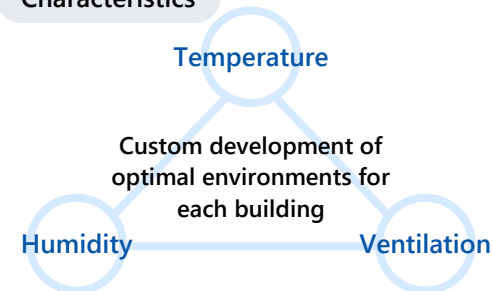 Characteristics
Temperature
Custom development of
optimal environments for
each building
Humidity
Ventilation